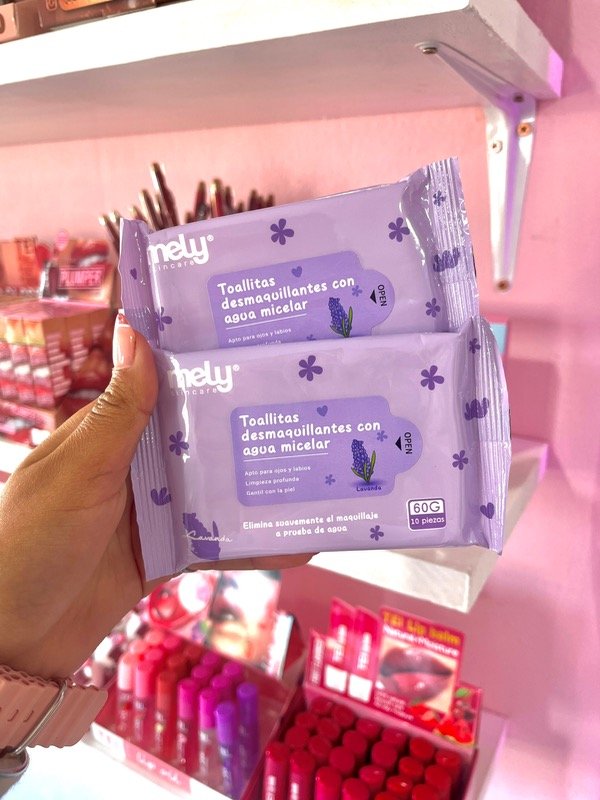 PLUMPER
mely®
skincare
Toallitas
desmaquillantes con
agua micelar
Apto para ojos y labios
OPEN
mely®
skincare
Toallitas
desmaquillantes con
agua micelar
Apto para ojos y labios
Limpieza profunda
Gentil con la piel
OPEN
Lavanda
Elimina suavemente el maquillaje
a prueba de agua
60G
10 piezas
Lavanda
Lip balm